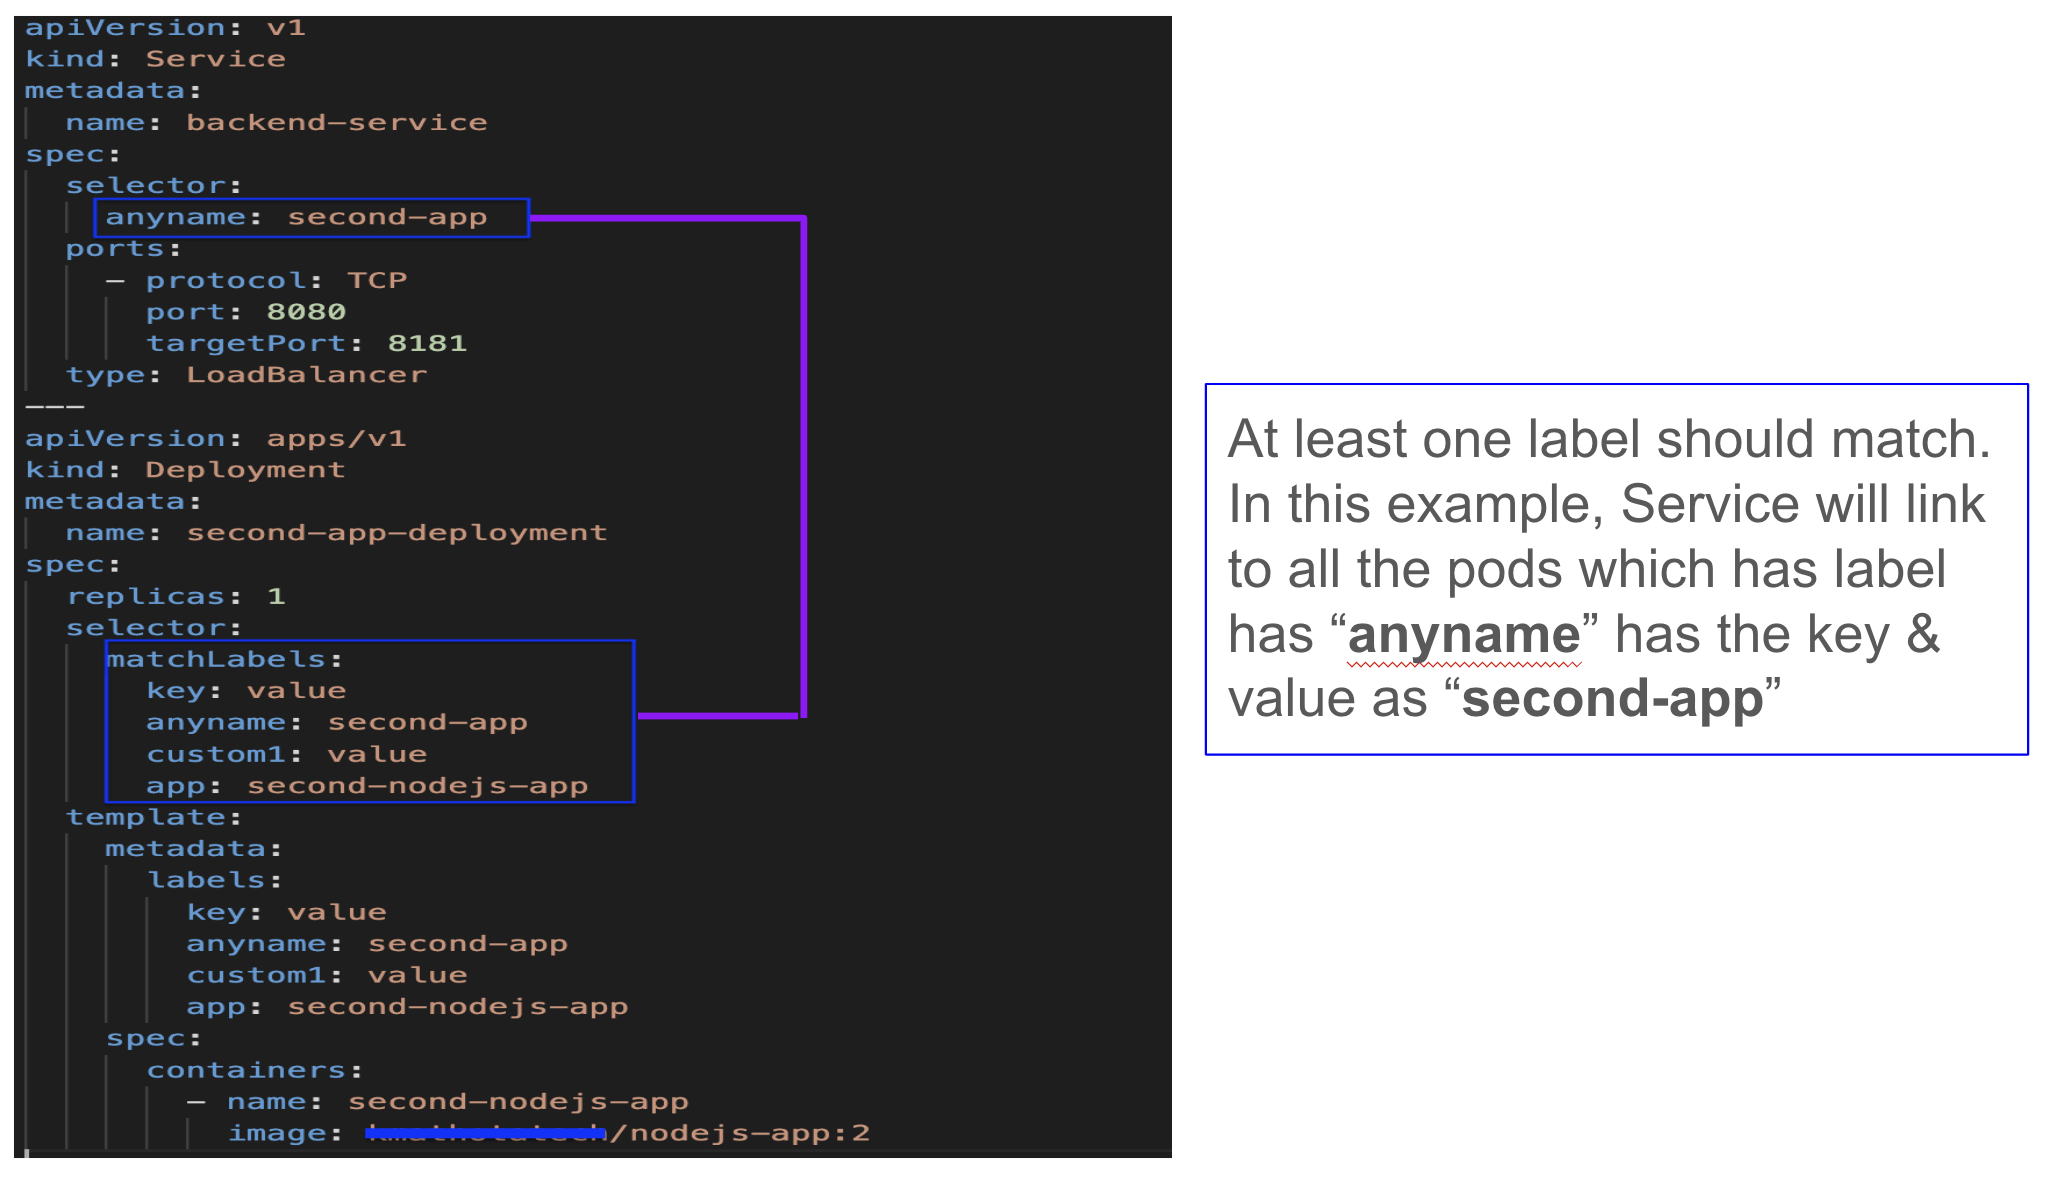 apiVersion: v1
kind: Service
metadata:
  name: backend-service
spec:
  selector:
    anyname: second-app
  ports:
    - protocol: TCP
      port: 8080
      targetPort: 8181
  type: LoadBalancer
---
apiVersion: apps/v1
kind: Deployment
metadata:
  name: second-app-deployment
spec:
  replicas: 1
  selector:
    matchLabels:
      key: value
      anyname: second-app
      custom1: value
      app: second-nodejs-app
  template:
    metadata:
      labels:
        key: value
        anyname: second-app
        custom1: value
        app: second-nodejs-app
    spec:
      containers:
        - name: second-nodejs-app
          image: /nodejs-app:2
At least one label should match.
In this example, Service will link
to all the pods which has label
has “anyname” has the key &
value as “second-app”